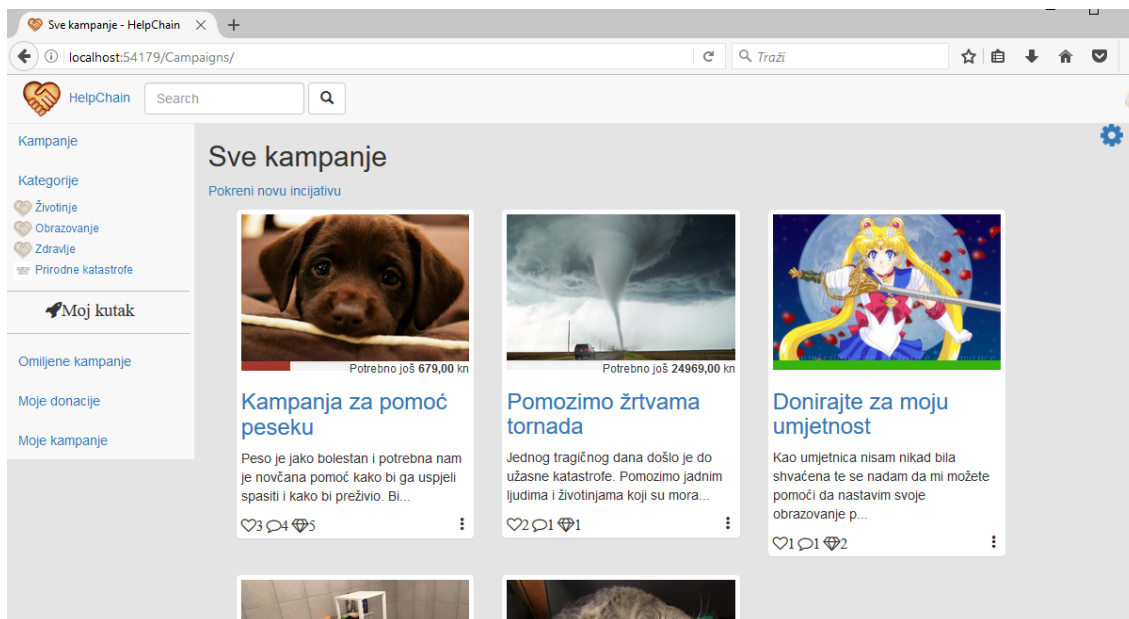 Sve kampanje - HelpChain
localhost:54179/Campaigns/
Traži
HelpChain
Search
Kampanje
Kategorije
Životinje
Obrazovanje
Zdravlje
Prirodne katastrofe
Moj kutak
Omiljene kampanje
Moje donacije
Moje kampanje
Sve kampanje
Pokreni novu incijativu
Potrebno još 679,00 kn
Kampanja za pomoć
peseku
Peso je jako bolestan i potrebna nam
je novčana pomoć kako bi ga uspjeli
spasiti i kako bi preživio. Bi...
3 4 5
Potrebno još 24969,00 kn
Pomozimo žrtvama
tornada
Jednog tragičnog dana došlo je do
užasne katastrofe. Pomozimo jadnim
ljudima i životinjama koji su mora...
2 1 1
Donirajte za moju
umjetnost
Kao umjetnica nisam nikad bila
shvaćena te se nadam da mi možete
pomoći da nastavim svoje
obrazovanje p...
1 1 2